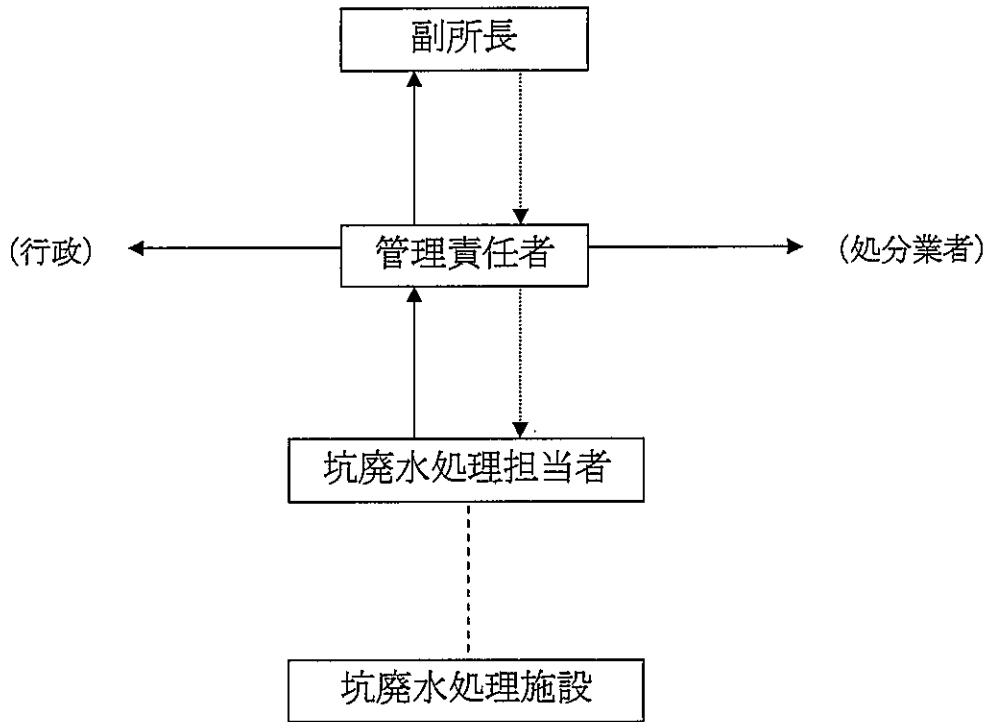 副所長
(行政)
管理責任者
(処分業者)
坑廃水処理担当者
坑廃水処理施設